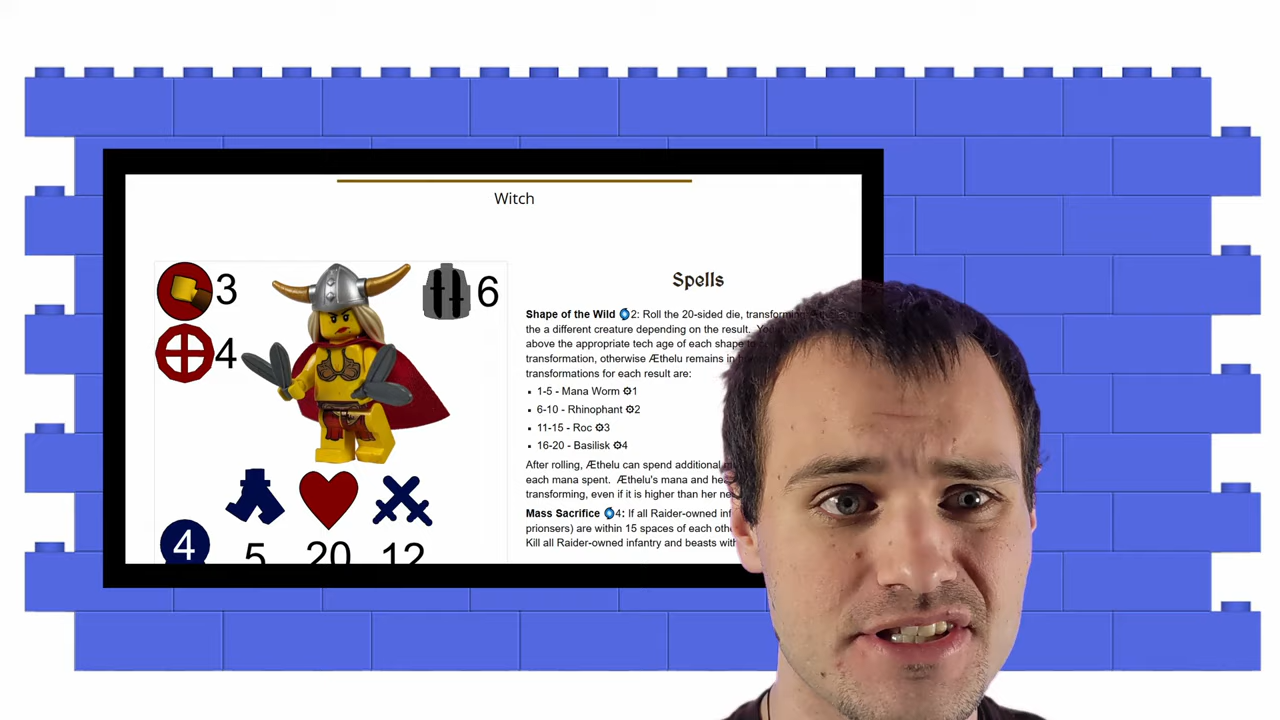 Witch
3
6
4
Spells
Shape of the Wild 2: Roll the 20-sided die, transforming
the a different creature depending on the result.
above the appropriate tech age of each shape to
transformation, otherwise Æthelu remains in
transformations for each result are:
1-5 - Mana Worm ⚙1
6-10 - Rhinophant ⚙2
11-15 - Roc ⚙3
16-20 - Basilisk ⚙4
After rolling, Æthelu can spend additional
each mana spent. Æthelu's mana and
transforming, even if it is higher than her
Mass Sacrifice 4: If all Raider-owned
prionsers) are within 15 spaces of each
Kill all Raider-owned infantry and beasts
4
5
20
12